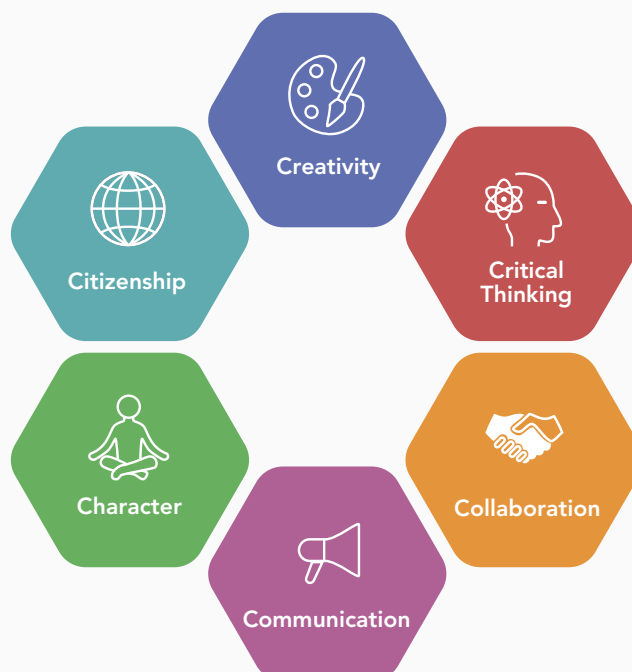 Creativity
Critical
Thinking
Collaboration
Communication
Character
Citizenship